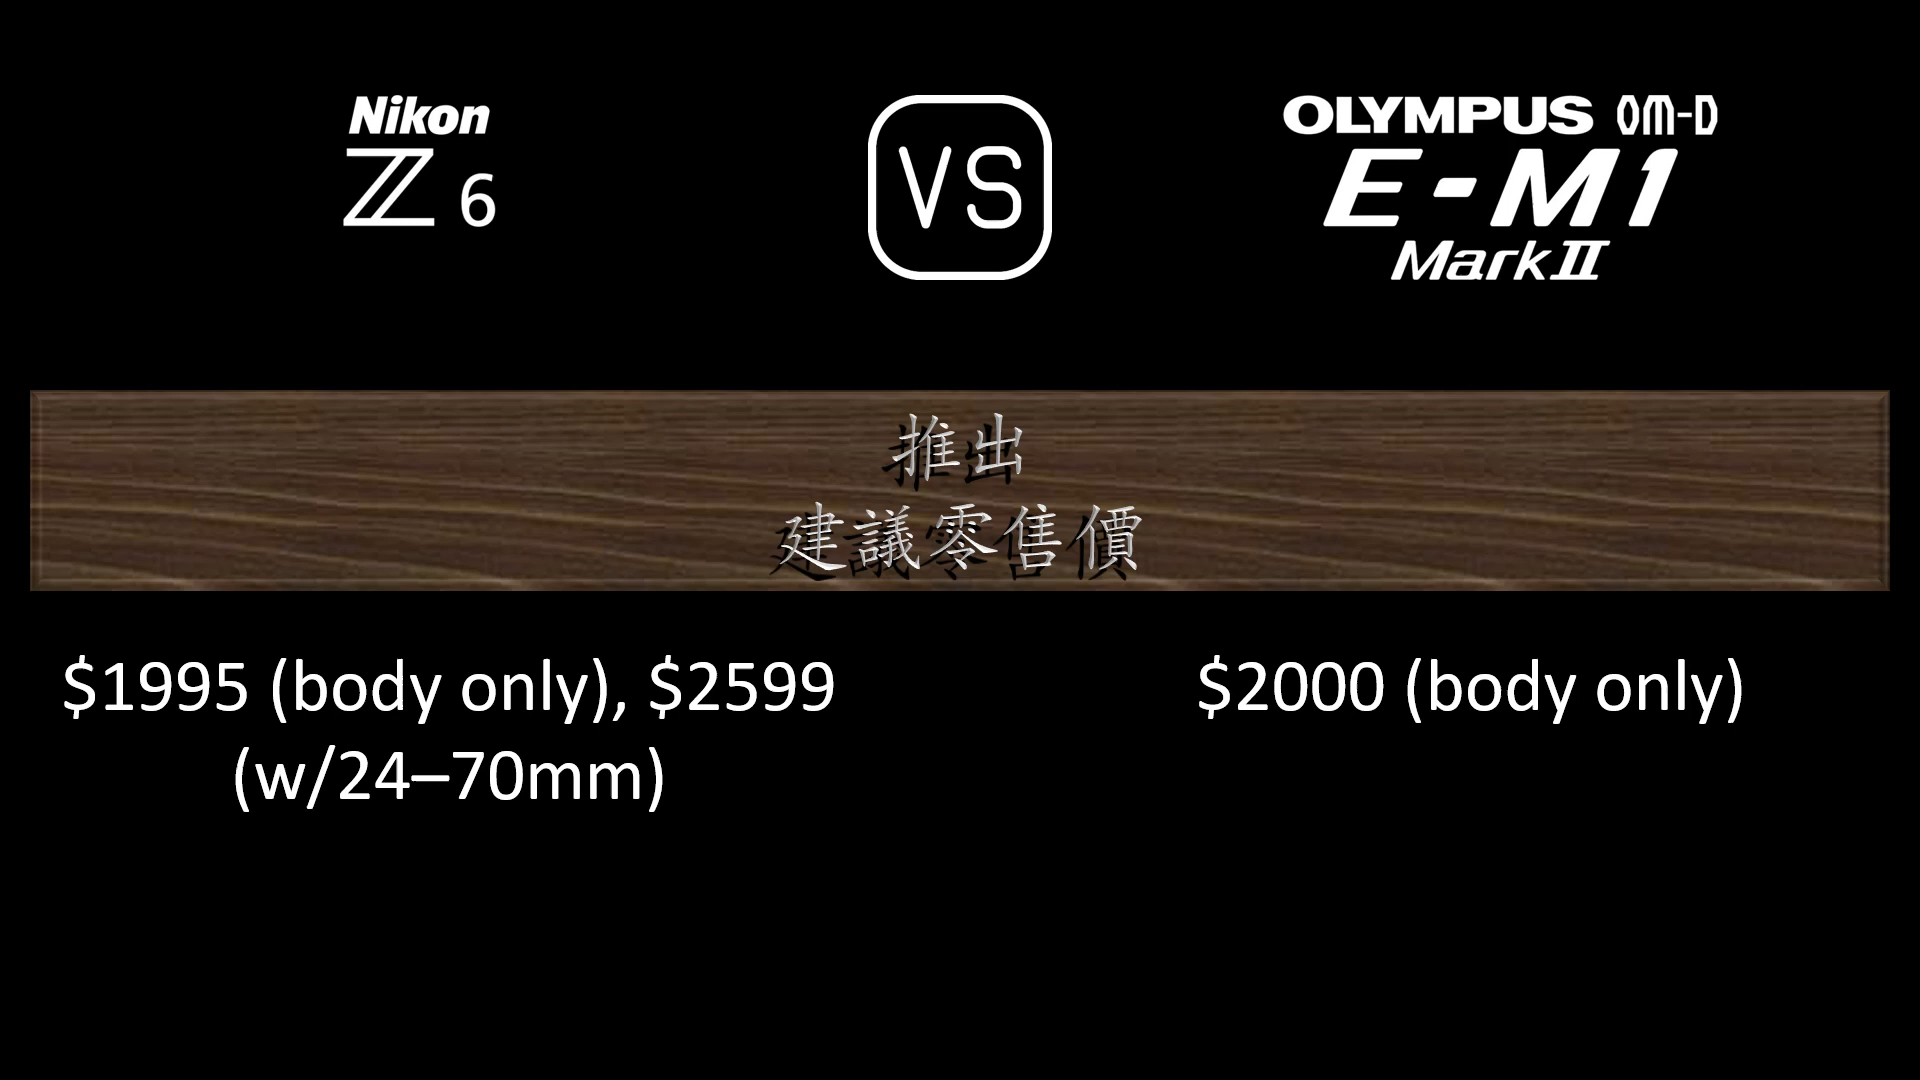 Nikon
Z 6
VS
OLYMPUS OM-D
E-M1
Mark II
推出
建議零售價
$1995 (body only), $2599
(w/24–70mm)
$2000 (body only)